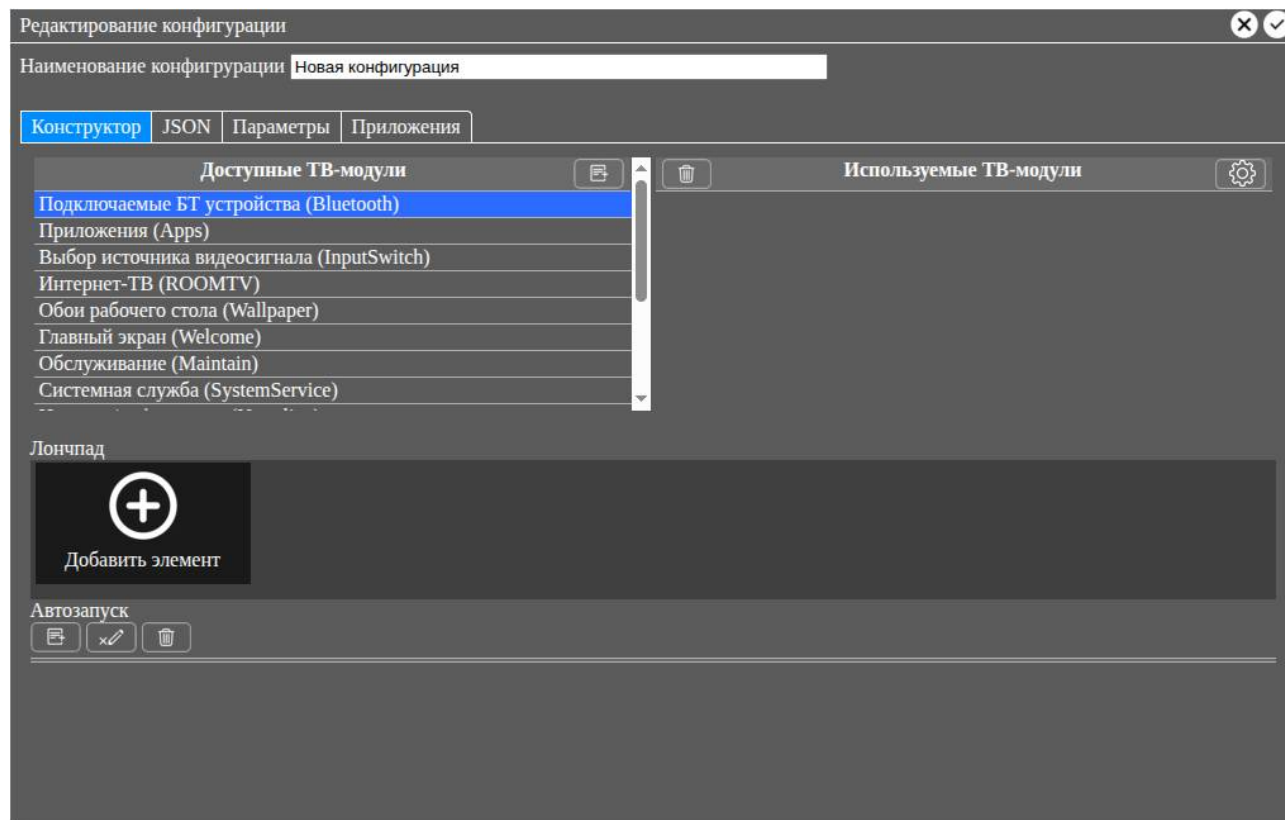 Редактирование конфигурации
Наименование конфигрурации Новая конфигурация
Конструктор JSON Параметры Приложения
Доступные ТВ-модули
Используемые ТВ-модули
Подключаемые БТ устройства (Bluetooth)
Приложения (Apps)
Выбор источника видеосигнала (InputSwitch)
Интернет-ТВ (ROOMTV)
Обои рабочего стола (Wallpaper)
Главный экран (Welcome)
Обслуживание (Maintain)
Системная служба (SystemService)
Лончпад
Добавить элемент
Автозапуск